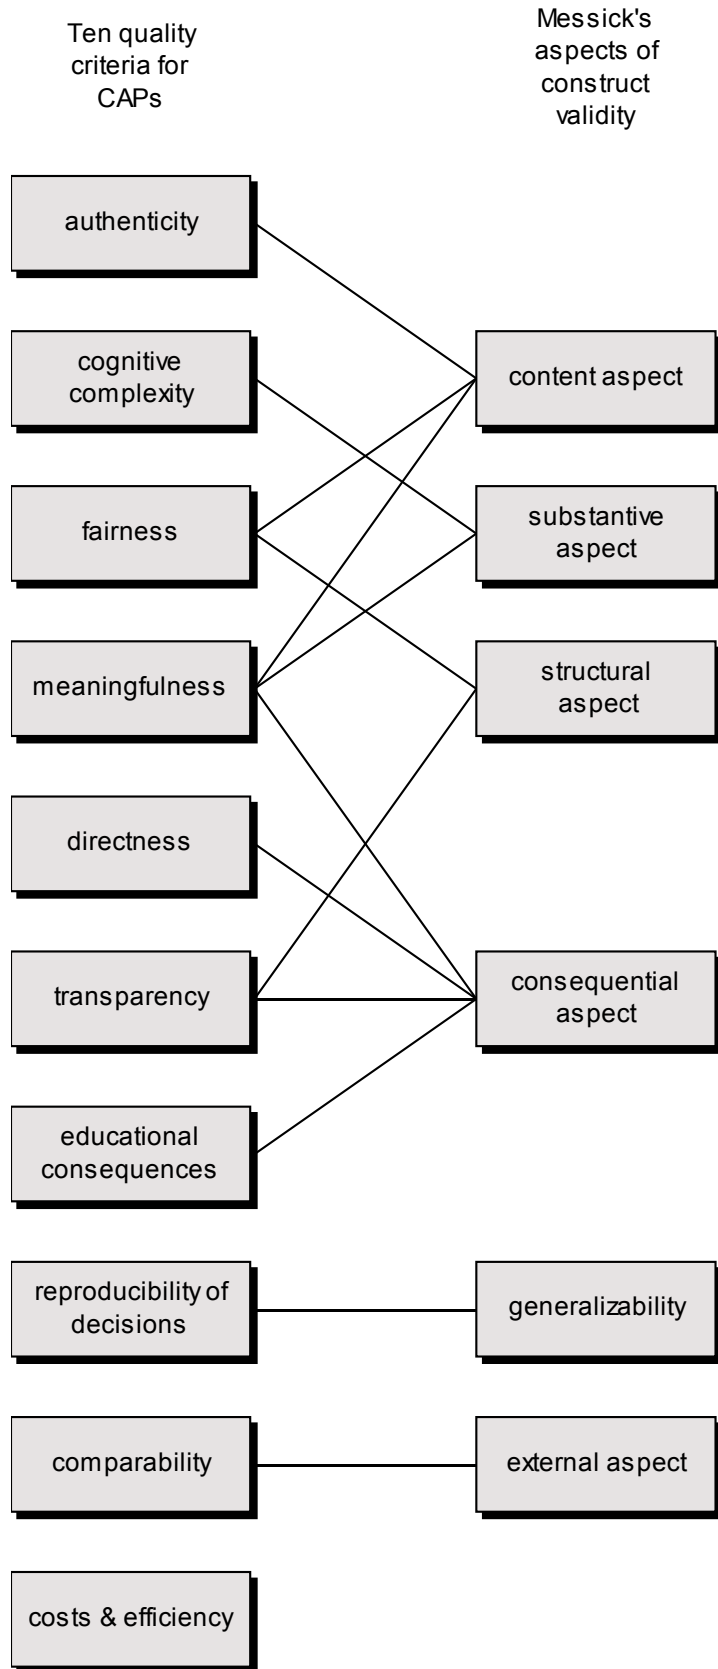 Ten quality
criteria for
CAPs
Messick's
aspects of
construct
validity
authenticity
cognitive
complexity
content aspect
fairness
substantive
aspect
meaningfulness
structural
aspect
directness
transparency
consequential
aspect
educational
consequences
reproducibility of
decisions
generalizability
comparability
external aspect
costs & efficiency